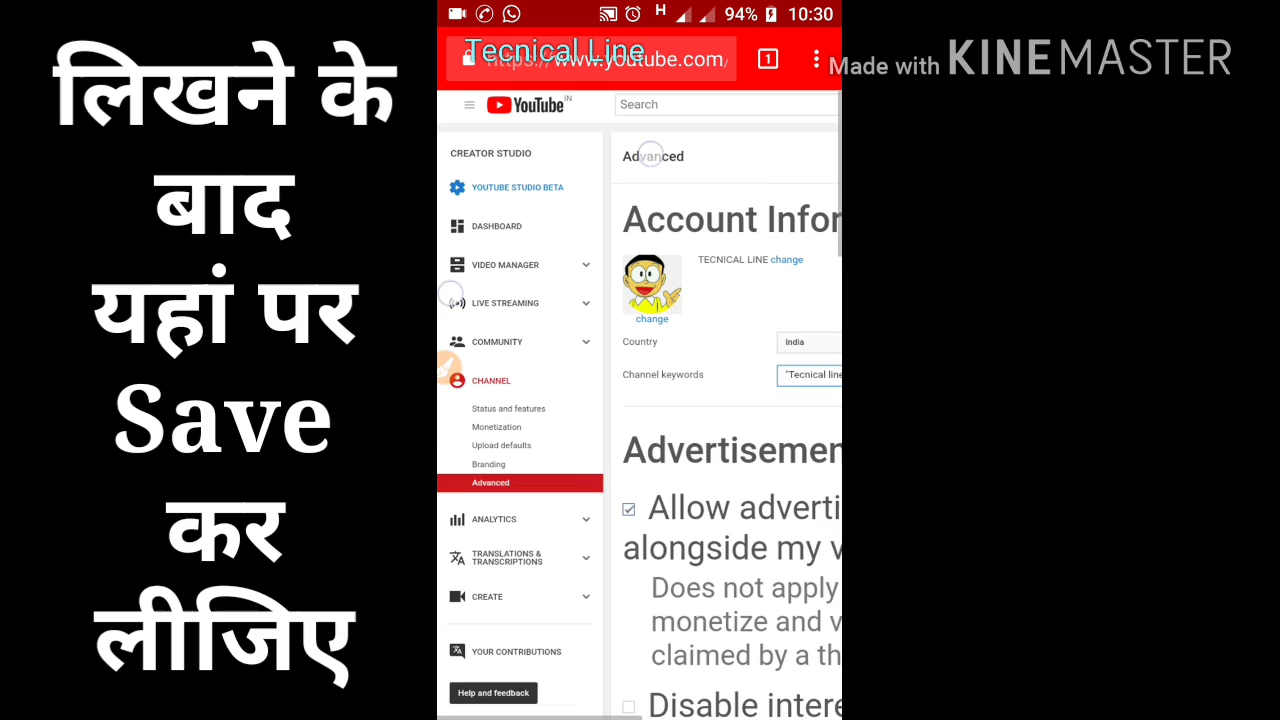 लिखने के
बाद
यहां पर
Save
कर
लीजिए
H
94%
10:30
Tecnical Line
https://www.youtube.com/
1
Made with KINEMASTER
YouTube IN
Search
CREATOR STUDIO
YOUTUBE STUDIO BETA
DASHBOARD
VIDEO MANAGER
LIVE STREAMING
COMMUNITY
CHANNEL
Status and features
Monetization
Upload defaults
Branding
Advanced
ANALYTICS
TRANSLATIONS &
TRANSCRIPTIONS
CREATE
YOUR CONTRIBUTIONS
Help and feedback
Advanced
Account Infor
TECNICAL LINE change
change
Country
India
Channel keywords
"Tecnical line
Advertisemen
Allow adverti
alongside my v
Does not apply
monetize and v
claimed by a th
Disable intere